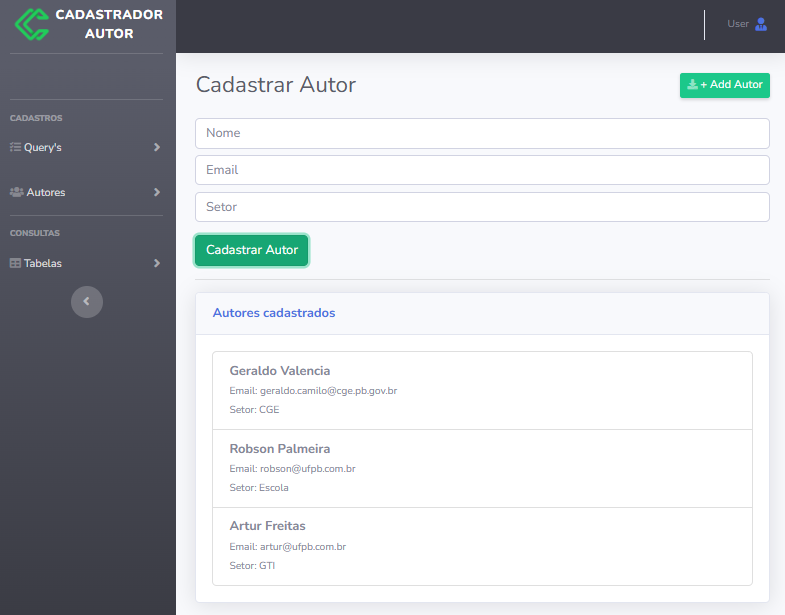 CADASTRADOR
AUTOR
User
CADASTROS
Query's
Autores
CONSULTAS
Tabelas
Cadastrar Autor
+ Add Autor
Nome
Email
Setor
Cadastrar Autor
Autores cadastrados
Geraldo Valencia
Email: geraldo.camilo@cge.pb.gov.br
Setor: CGE
Robson Palmeira
Email: robson@ufpb.com.br
Setor: Escola
Artur Freitas
Email: artur@ufpb.com.br
Setor: GTI